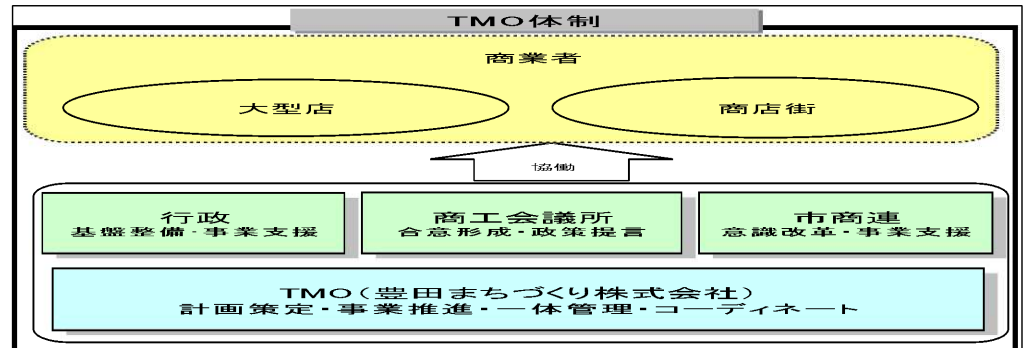 TMO体制
商業者
大型店
商店街
協働
行政
基盤整備・事業支援
商工会議所
合意形成・政策提言
市商連
意識改革・事業支援
TMO(豊田まちづくり株式会社)
計画策定・事業推進・一体管理・コーディネート